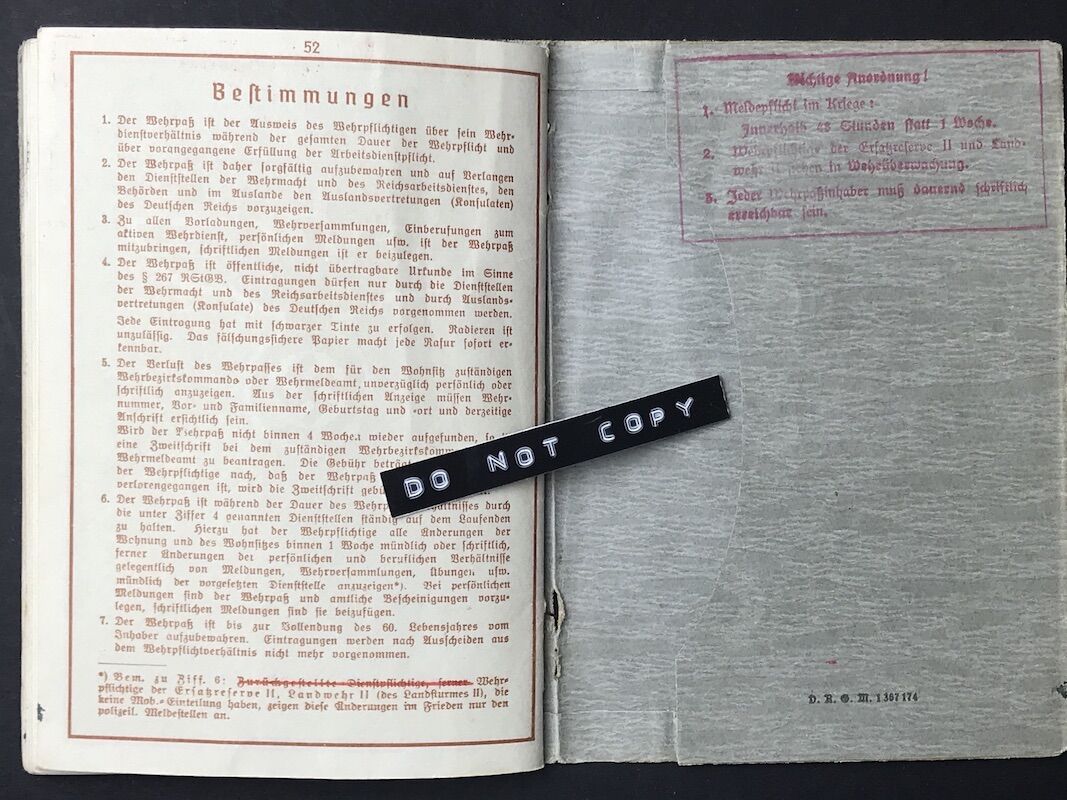 52
Bestimmungen
1. Der Wehrpaß ist der Ausweis des Wehrpflichtigen über sein Wehr-
dienstverhältnis während der gesamten Dauer der Wehrpflicht und
über vorangegangene Erfüllung der Arbeitsdienstpflicht.
2. Der Wehrpaß ist daher sorgfältig aufzubewahren und auf Verlangen
den Dienststellen der Wehrmacht und des Reichsarbeitsdienstes, den
Behörden und im Auslande den Auslandsvertretungen (Konsulaten)
des Deutschen Reichs vorzuzeigen.
3. Zu allen Vorladungen, Wehrversammlungen, Einberufungen zum
aktiven Wehrdienst, persönlichen Meldungen usw. ist der Wehrpaß
mitzubringen, schriftlichen Meldungen ist er beizulegen.
4. Der Wehrpaß ist öffentliche, nicht übertragbare Urkunde im Sinne
des § 267 RStGB. Eintragungen dürfen nur durch die Dienststellen
der Wehrmacht und des Reichsarbeitsdienstes und durch Auslands-
vertretungen (Konsulate) des Deutschen Reichs vorgenommen werden.
Jede Eintragung hat mit schwarzer Tinte zu erfolgen. Radieren ist
unzulässig. Das fälschungssichere Papier macht jede Rasur sofort er-
kennbar.
5. Der Verlust des Wehrpasses ist dem für den Wohnsitz zuständigen
Wehrbezirkskommando oder Wehrmeldeamt unverzüglich persönlich oder
schriftlich anzuzeigen. Aus der schriftlichen Anzeige müssen Wehr-
nummer, Vor- und Familienname, Geburtstag und -ort und derzeitige
Anschrift ersichtlich sein.
Wird der Wehrpaß nicht binnen 4 Wochen wieder aufgefunden,
eine Zweitschrift bei dem zuständigen
Wehrmeldeamt zu beantragen. Die Gebühr
der Wehrpflichtige nach, daß der Wehrpaß
verlorengegangen ist, wird die Zweitschrift
6. Der Wehrpaß ist während der Dauer des durch
die unter Ziffer 4 genannten Dienststellen ständig auf dem Laufenden
zu halten. Hierzu hat der Wehrpflichtige alle Änderungen der
Wohnung und des Wohnsitzes binnen 1 Woche mündlich oder schriftlich,
ferner Änderungen der persönlichen und beruflichen Verhältnisse
gelegentlich von Meldungen, Wehrversammlungen, Übungen usw.
mündlich der vorgesetzten Dienststelle anzuzeigen*). Bei persönlichen
Meldungen sind der Wehrpaß und amtliche Bescheinigungen vorzu-
legen, schriftlichen Meldungen sind sie beizufügen.
7. Der Wehrpaß ist bis zur Vollendung des 60. Lebensjahres vom
Inhaber aufzubewahren. Eintragungen werden nach Ausscheiden aus
dem Wehrpflichtverhältnis nicht mehr vorgenommen.
*) Bem. zu Ziff. 6: Zurückgestellte Dienstpflichtige, ferner Wehr-
pflichtige der Ersatzreserve II, Landwehr II (des Landsturmes II), die
keine Mob.-Einteilung haben, zeigen diese Änderungen im Frieden nur den
polizeil. Meldestellen an.
DO NOT COPY
Wichtige Anordnung!
1. Meldepflicht im Kriege:
Innerhalb 48 Stunden statt 1 Woche.
2. Wehrpflichtige der Ersatzreserve II und Land-
wehr II in Wehrüberwachung.
3. Jeder Wehrpaßinhaber muß dauernd schriftlich
erreichbar sein.
D. R. G. M. 1 367 174